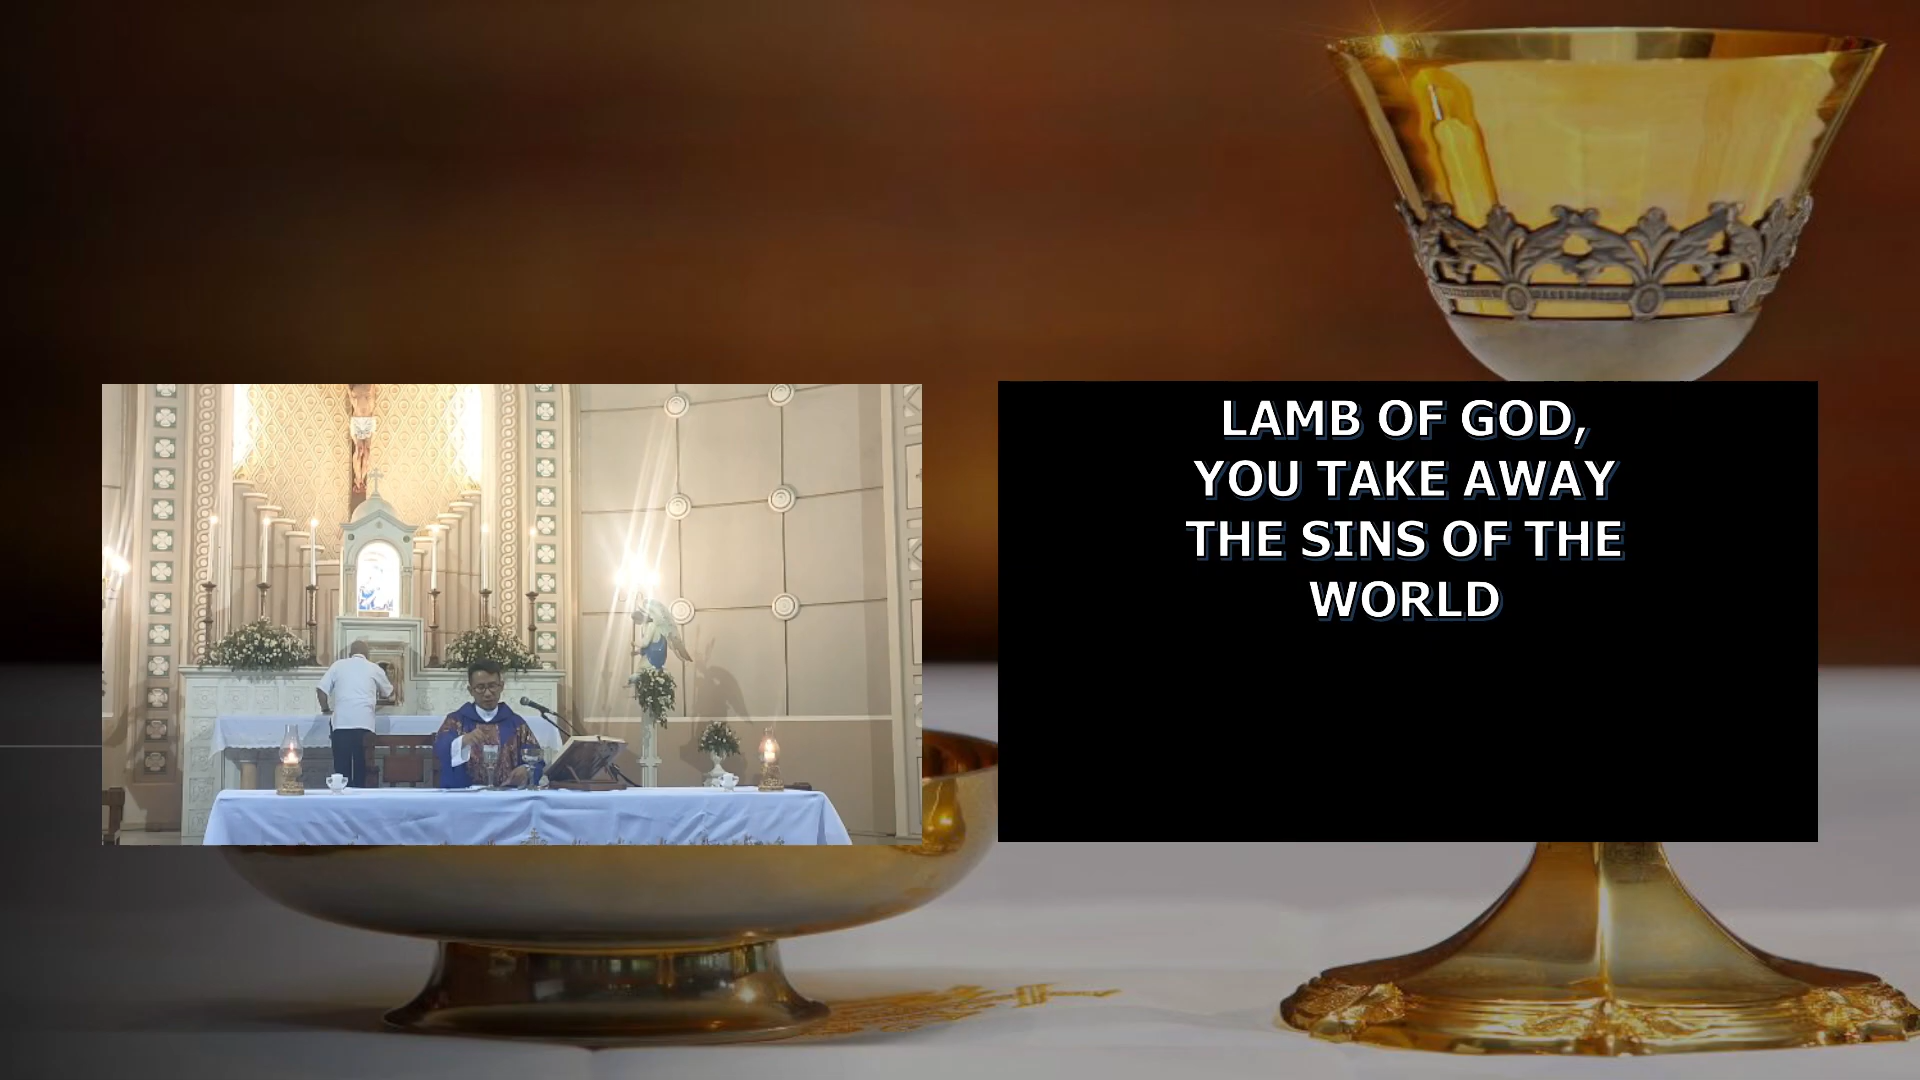 LAMB OF GOD,
YOU TAKE AWAY
THE SINS OF THE
WORLD